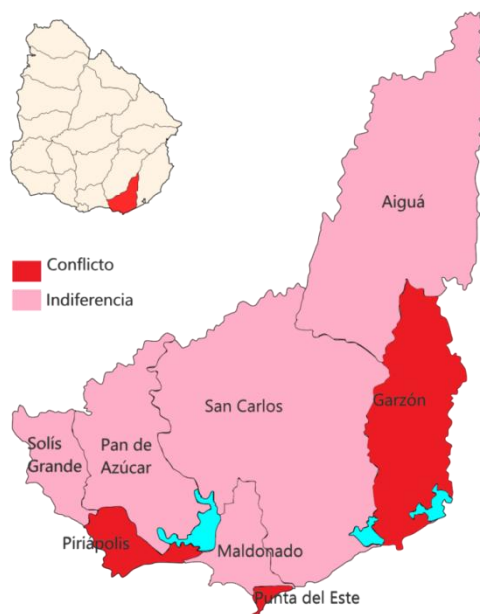 Aiguá
Conflicto
Indiferencia
Garzón
San Carlos
Solís
Grande
Pan de
Azúcar
Piriápolis
Maldonado
Punta del Este